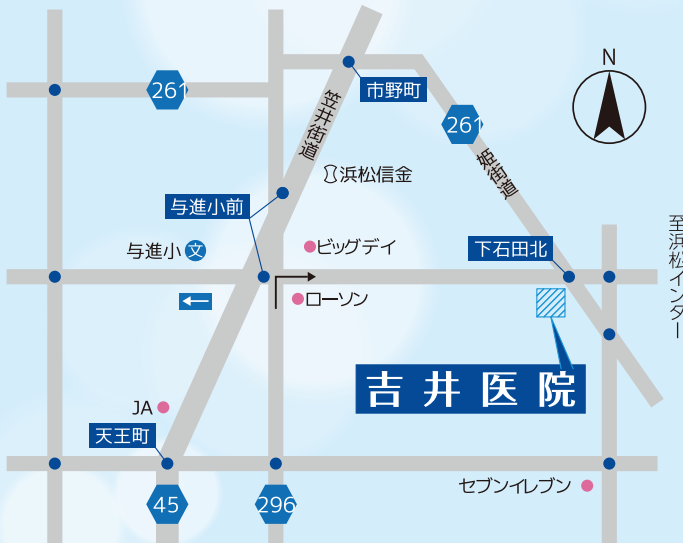 N
市野町
261
261
笠井街道
姫街道
浜松信金
与進小前
与進小
文
ビッグデイ
下石田北
至浜松インター
ローソン
吉井医院
JA
天王町
セブンイレブン
45
296